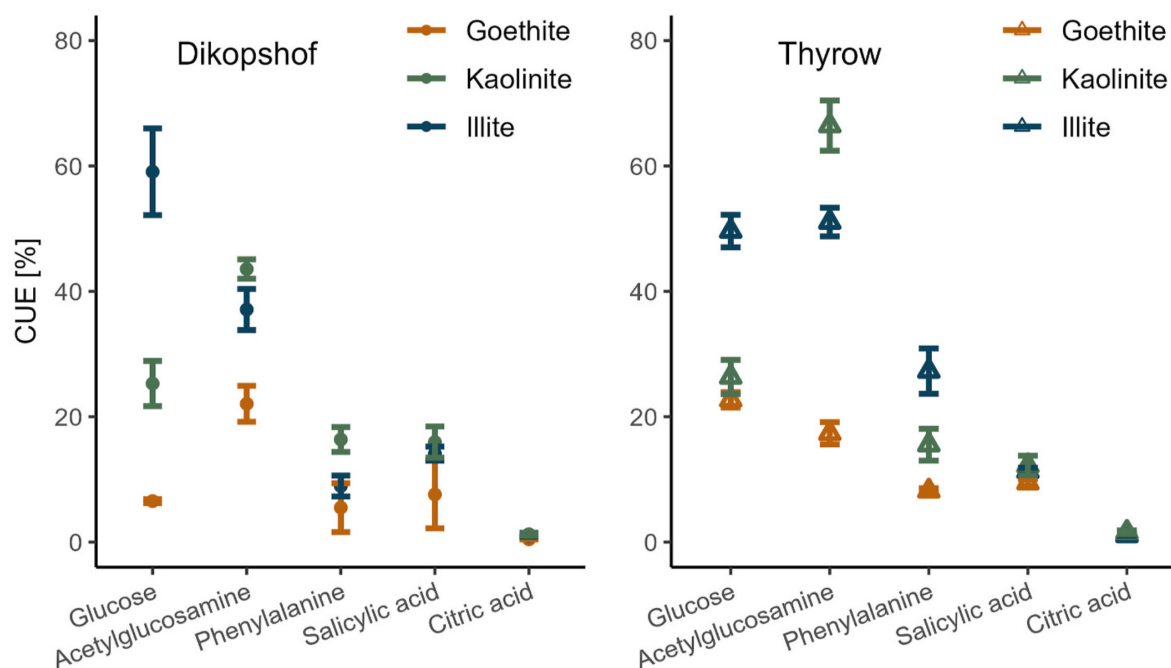 CUE [%]
80
60
40
20
0
Dikopshof
Goethite
Kaolinite
Illite
Glucose
Acetylglucosamine
Phenylalanine
Salicylic acid
Citric acid
80
60
40
20
0
Thyrow
Goethite
Kaolinite
Illite
Glucose
Acetylglucosamine
Phenylalanine
Salicylic acid
Citric acid